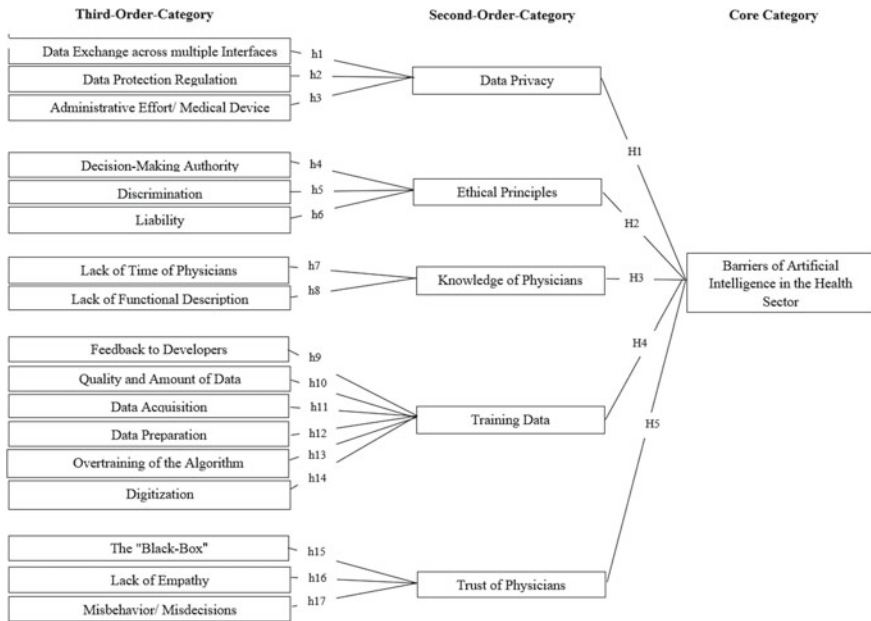 Third-Order-Category
Second-Order-Category
Core Category
Data Exchange across multiple Interfaces
h1
Data Protection Regulation
h2
Data Privacy
Administrative Effort/ Medical Device
h3
H1
Decision-Making Authority
h4
Discrimination
h5
Ethical Principles
Liability
h6
H2
Lack of Time of Physicians
h7
Knowledge of Physicians
H3
Lack of Functional Description
h8
Barriers of Artificial
Intelligence in the Health
Sector
Feedback to Developers
h9
H4
Quality and Amount of Data
h10
Data Acquisition
h11
Training Data
Data Preparation
h12
H5
Overtraining of the Algorithm
h13
Digitization
h14
The "Black-Box"
h15
Lack of Empathy
h16
Trust of Physicians
Misbehavior/ Misdecisions
h17